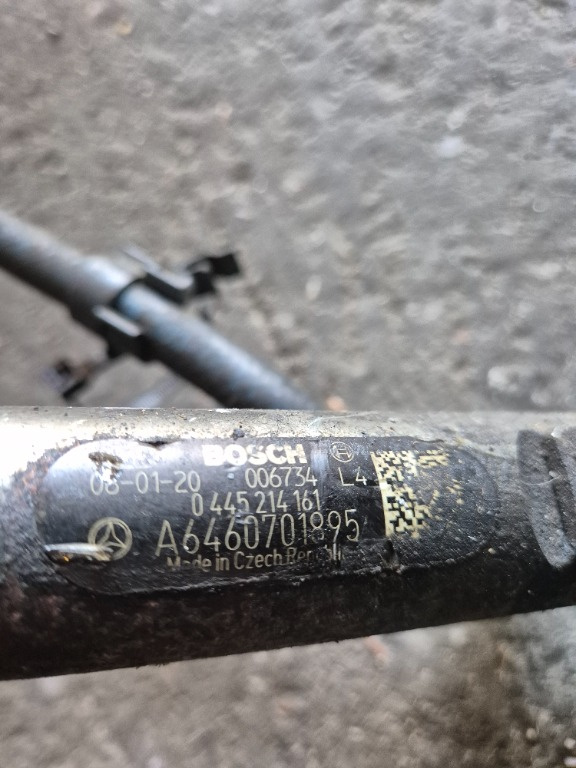 BOSCH
08-01-20 006734 L4
0 445 214 161
A6460701895
Made in Czech Republic